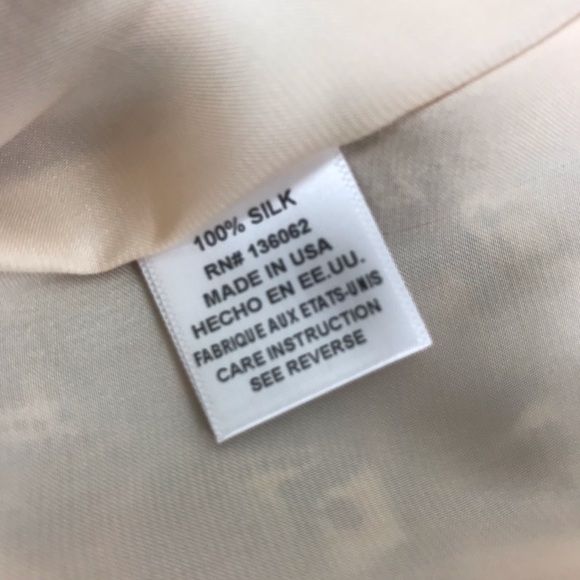 100% SILK
RN# 136062
MADE IN USA
HECHO EN EE.UU.
FABRIQUE AUX ETATS-UNIS
CARE INSTRUCTION
SEE REVERSE